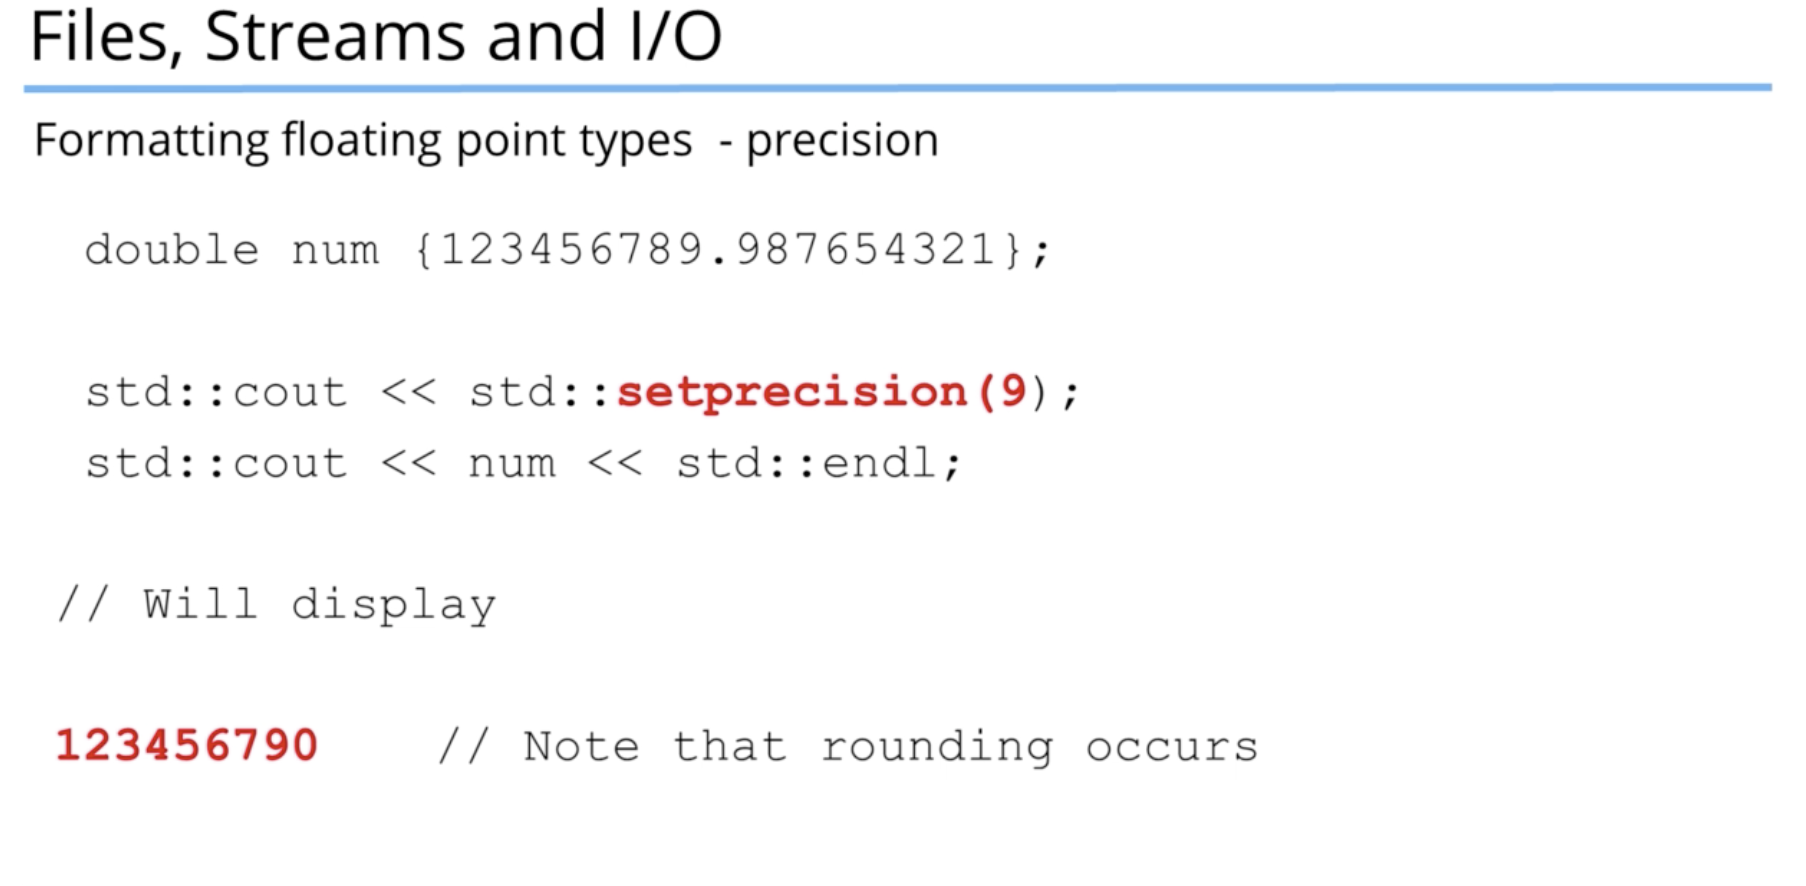 Files, Streams and I/O
Formatting floating point types - precision
double num {123456789.987654321};
std::cout << std::setprecision(9);
std::cout << num << std::endl;
// Will display
123456790 // Note that rounding occurs